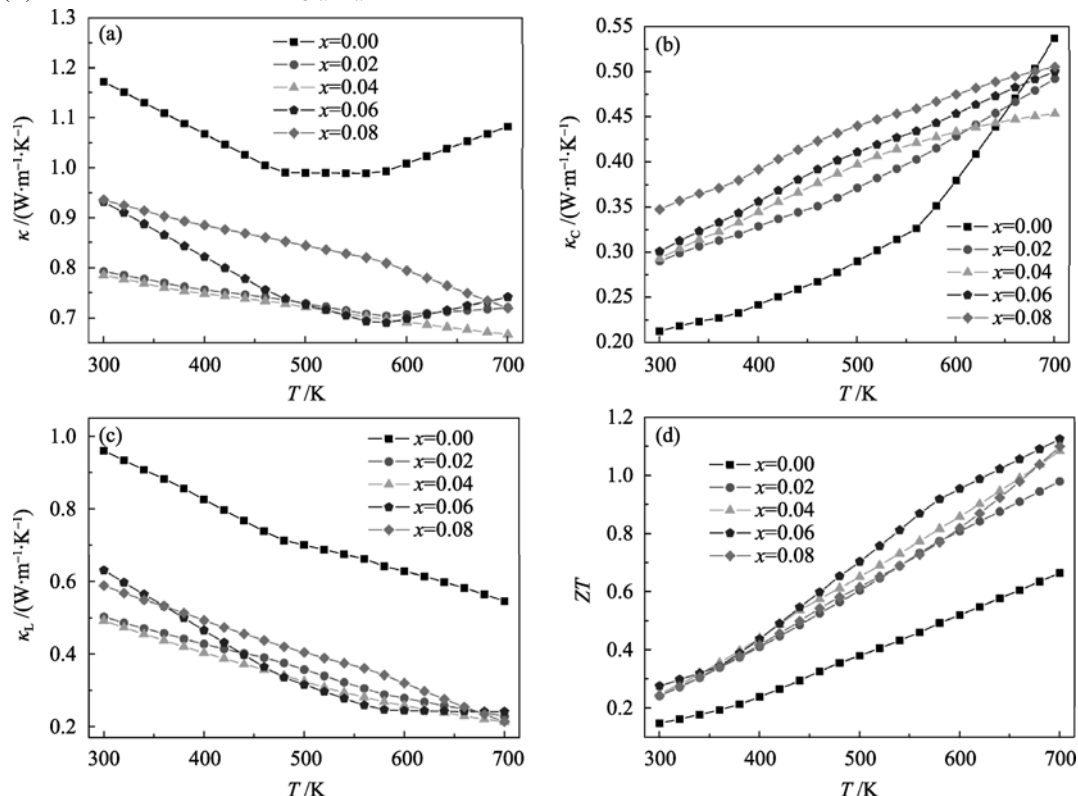 (a)
x=0.00
x=0.02
x=0.04
x=0.06
x=0.08
1.3
1.2
1.1
1.0
0.9
0.8
0.7
κ /(W·m⁻¹·K⁻¹)
300 400 500 600 700
T /K
(b)
0.50
0.45
0.40
0.35
0.30
0.25
0.20
κC /(W·m⁻¹·K⁻¹)
x=0.00
x=0.02
x=0.04
x=0.06
x=0.08
300 400 500 600 700
T /K
(c)
x=0.00
x=0.02
x=0.04
x=0.06
x=0.08
1.0
0.8
0.6
0.4
0.2
κL /(W·m⁻¹·K⁻¹)
300 400 500 600 700
T /K
(d)
x=0.00
x=0.02
x=0.04
x=0.06
x=0.08
1.2
1.0
0.8
0.6
0.4
0.2
ZT
300 400 500 600 700
T /K